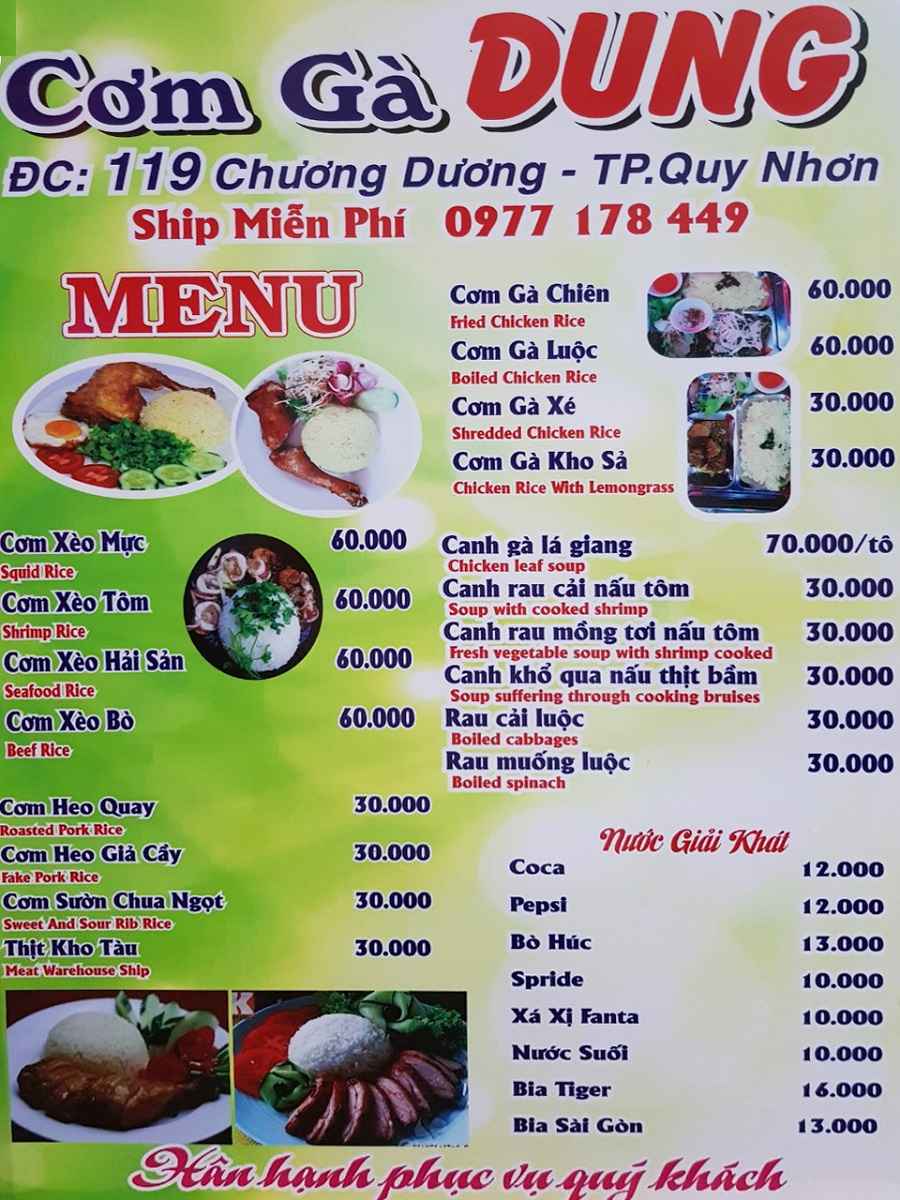 Cơm Gà DUNG
ĐC: 119 Chương Dương - TP.Quy Nhơn
Ship Miễn Phí 0977 178 449
MENU
Cơm Gà Chiên 60.000
Fried Chicken Rice
Cơm Gà Luộc 60.000
Boiled Chicken Rice
Cơm Gà Xé 30.000
Shredded Chicken Rice
Cơm Gà Kho Sả 30.000
Chicken Rice With Lemongrass
Cơm Xèo Mực 60.000
Squid Rice
Cơm Xèo Tôm 60.000
Shrimp Rice
Cơm Xèo Hải Sản 60.000
Seafood Rice
Cơm Xèo Bò 60.000
Beef Rice
Canh gà lá giang 70.000/tô
Chicken leaf soup
Canh rau cải nấu tôm 30.000
Soup with cooked shrimp
Canh rau mồng tơi nấu tôm 30.000
Fresh vegetable soup with shrimp cooked
Canh khổ qua nấu thịt bầm 30.000
Soup suffering through cooking bruises
Rau cải luộc 30.000
Boiled cabbages
Rau muống luộc 30.000
Boiled spinach
Cơm Heo Quay 30.000
Roasted Pork Rice
Cơm Heo Giả Cầy 30.000
Fake Pork Rice
Cơm Sườn Chua Ngọt 30.000
Sweet And Sour Rib Rice
Thịt Kho Tàu 30.000
Meat Warehouse Ship
Nước Giải Khát
Coca 12.000
Pepsi 12.000
Bò Húc 13.000
Spride 10.000
Xá Xị Fanta 10.000
Nước Suối 10.000
Bia Tiger 16.000
Bia Sài Gòn 13.000
Hân hạnh phục vụ quý khách